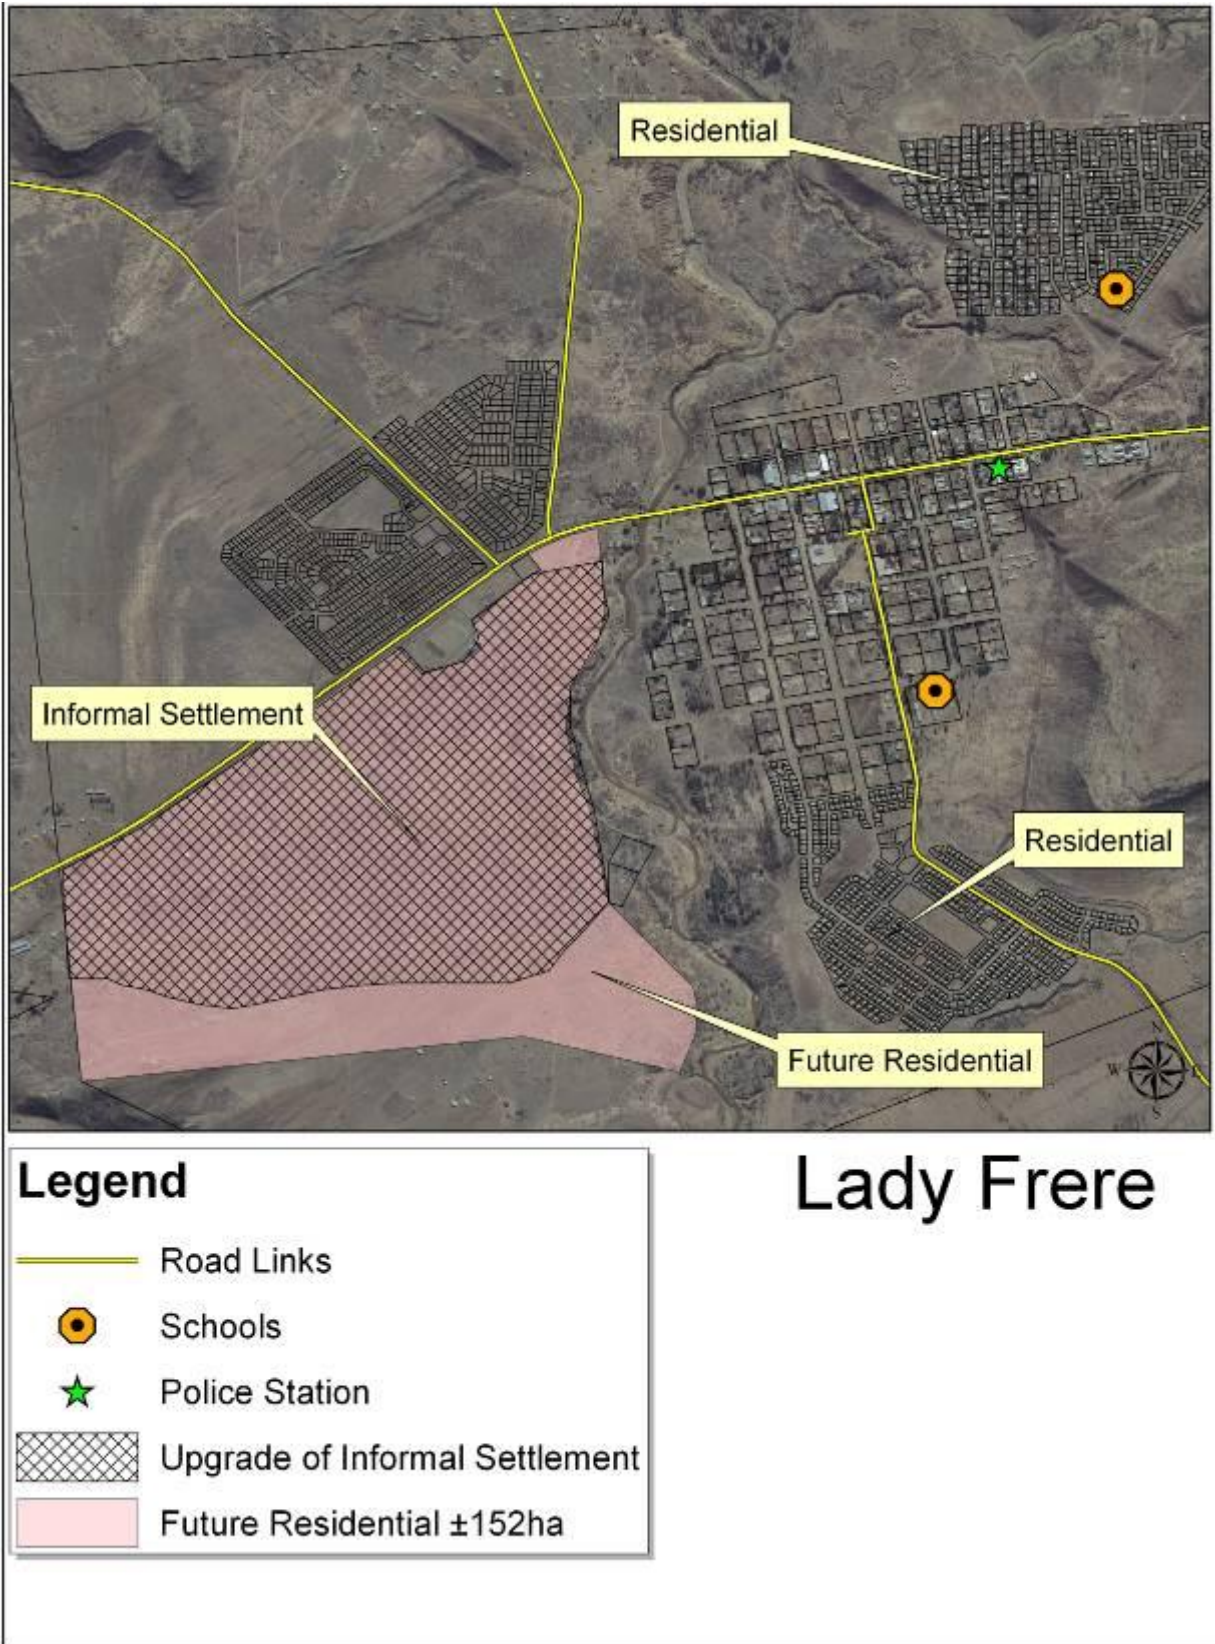 Residential
Informal Settlement
Residential
Future Residential
N
W
S
Lady Frere
Legend
Road Links
Schools
Police Station
Upgrade of Informal Settlement
Future Residential ±152ha